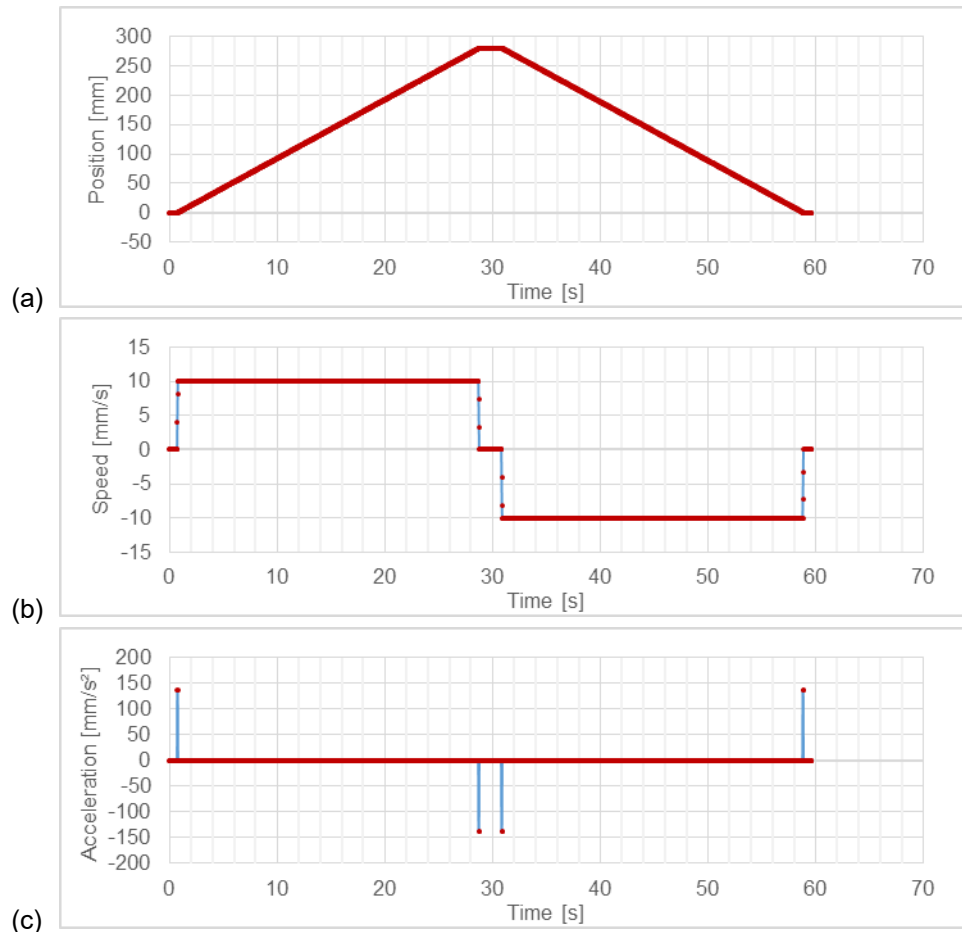 300
250
200
150
100
50
0
-50
Position [mm]
0 10 20 30 40 50 60 70
Time [s]
(a)
15
10
5
0
-5
-10
-15
Speed [mm/s]
0 10 20 30 40 50 60 70
Time [s]
(b)
200
150
100
50
0
-50
-100
-150
-200
Acceleration [mm/s²]
0 10 20 30 40 50 60 70
Time [s]
(c)